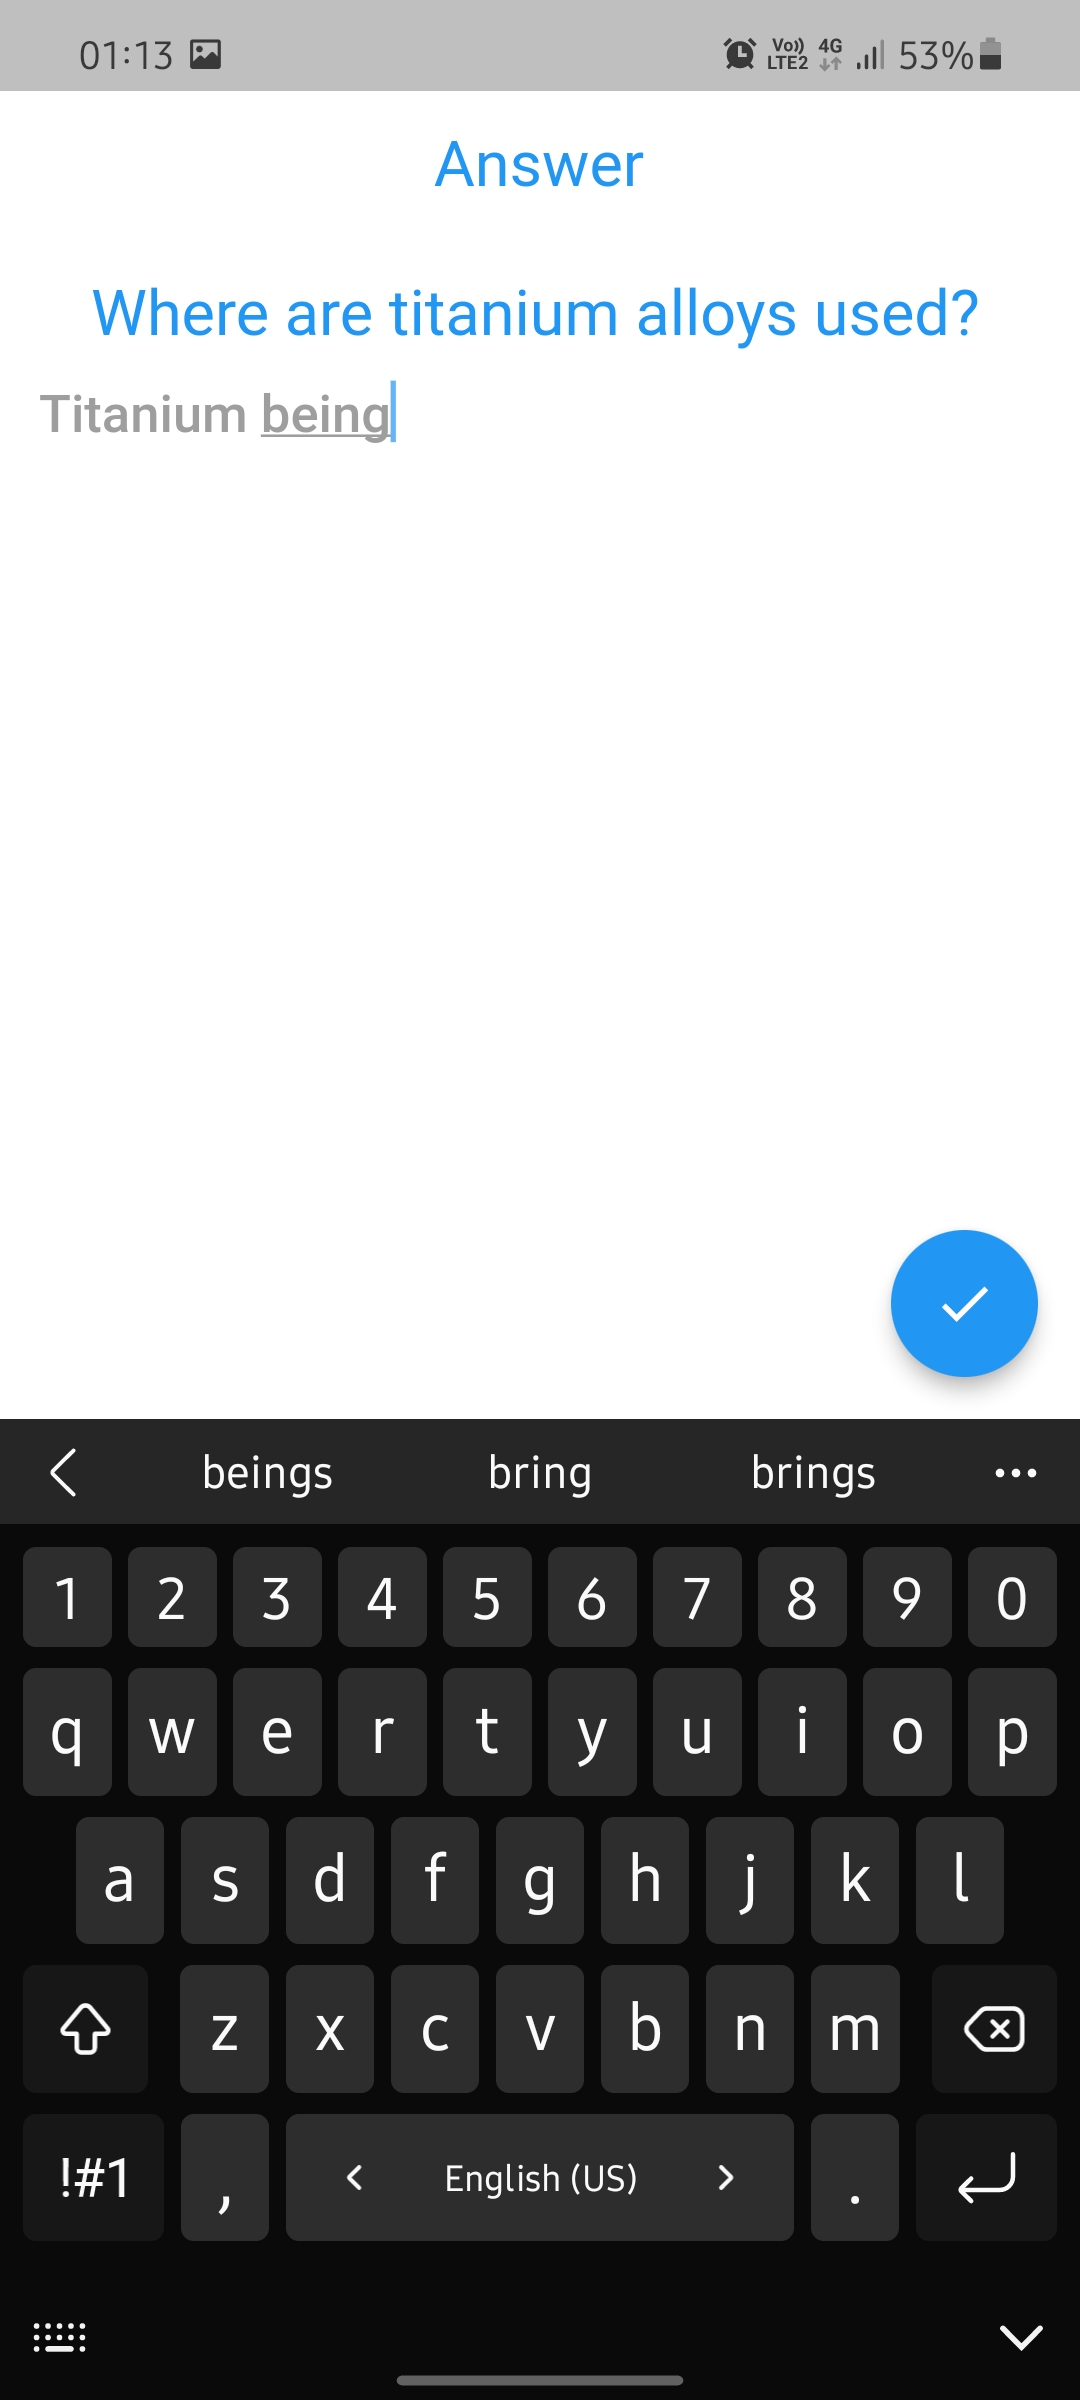 01:13 Vo)) LTE2 4G 53%
Answer
Where are titanium alloys used?
Titanium being
beings bring brings
1 2 3 4 5 6 7 8 9 0
q w e r t y u i o p
a s d f g h j k l
z x c v b n m
!#1 , English (US) .